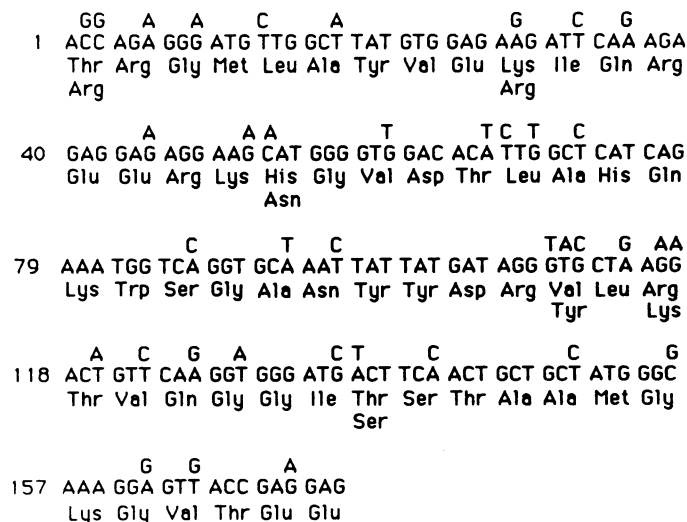 GG A A C A G C G
1 ACC AGA GGG ATG TTG GCT TAT GTG GAG AAG ATT CAA AGA
Thr Arg Gly Met Leu Ala Tyr Val Glu Lys Ile Gln Arg
Arg Arg
A A A T T C T C
40 GAG GAG AGG AAG CAT GGG GTG GAC ACA TTG GCT CAT CAG
Glu Glu Arg Lys His Gly Val Asp Thr Leu Ala His Gln
Asn
C T C TAC G AA
79 AAA TGG TCA GGT GCA AAT TAT TAT GAT AGG GTG CTA AGG
Lys Trp Ser Gly Ala Asn Tyr Tyr Asp Arg Val Leu Arg
Tyr Lys
A C G A C T C C G
118 ACT GTT CAA GGT GGG ATG ACT TCA ACT GCT GCT ATG GGC
Thr Val Gln Gly Gly Ile Thr Ser Thr Ala Ala Met Gly
Ser
G G A
157 AAA GGA GTT ACC GAG GAG
Lys Gly Val Thr Glu Glu